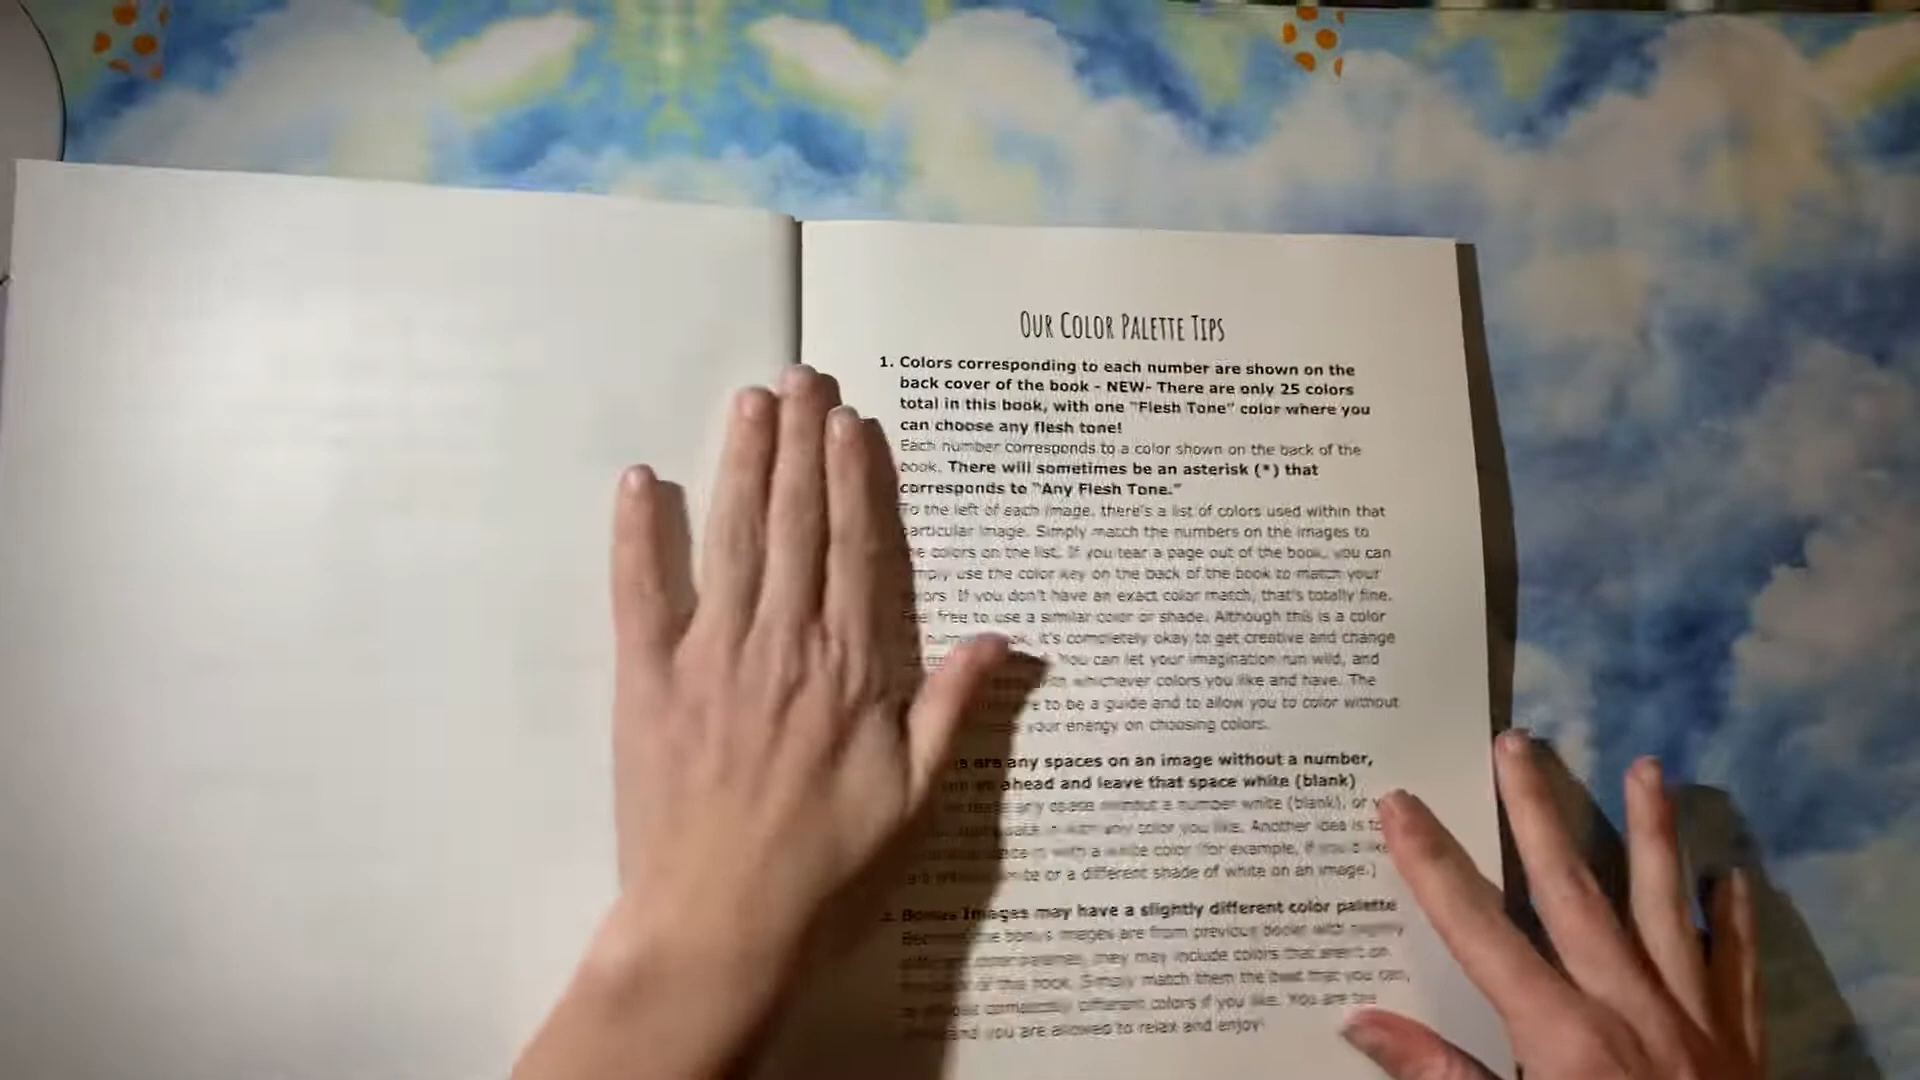 OUR COLOR PALETTE TIPS
1. Colors corresponding to each number are shown on the
back cover of the book - NEW- There are only 25 colors
total in this book, with one "Flesh Tone" color where you
can choose any flesh tone!
Each number corresponds to a color shown on the back of the
book. There will sometimes be an asterisk (*) that
corresponds to "Any Flesh Tone."
To the left of each image, there's a list of colors used within that
particular image. Simply match the numbers on the images to
colors on the list. If you tear a page out of the book, you can
use the color key on the back of the book to match your
If you don't have an exact color match, that's totally fine.
free to use a similar color or shade. Although this is a color
it's completely okay to get creative and change
You can let your imagination run wild, and
whichever colors you like and have. The
to be a guide and to allow you to color without
your energy on choosing colors.
are any spaces on an image without a number,
ahead and leave that space white (blank)
any space without a number white (blank), or
with any color you like. Another idea is to
with a white color (for example, if you'd like
or a different shade of white on an image.)
Bonus Images may have a slightly different color palette
bonus images are from previous books with slightly
they may include colors that aren't on
of this book. Simply match them the best that you can,
completely different colors if you like. You are the
and you are allowed to relax and enjoy